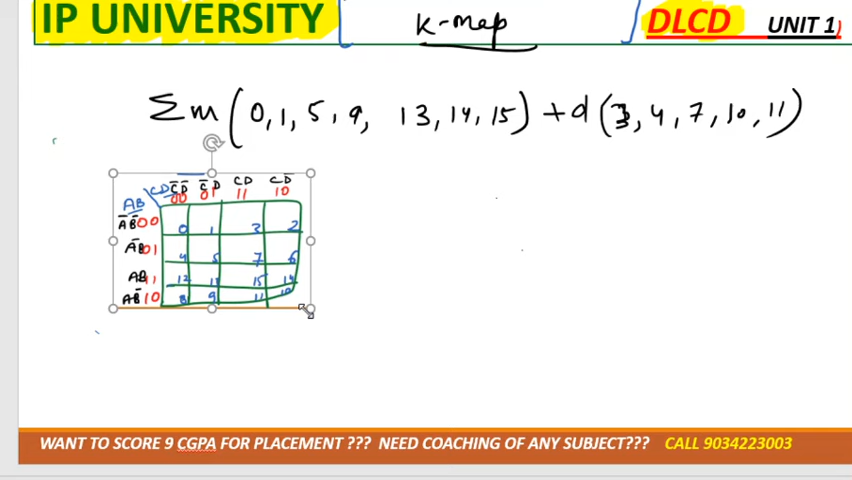 IP UNIVERSITY K-map DLCD UNIT 1)
Σm (0, 1, 5, 9, 13, 14, 15) + d (3, 4, 7, 10, 11)
CD C̅D̅ C̅D CD CD̅
AB 00 01 11 10
A̅B̅ 00 0 1 3 2
A̅B 01 4 5 7 6
AB 11 12 13 15 14
AB̅ 10 8 9 11 10
WANT TO SCORE 9 CGPA FOR PLACEMENT ??? NEED COACHING OF ANY SUBJECT??? CALL 9034223003